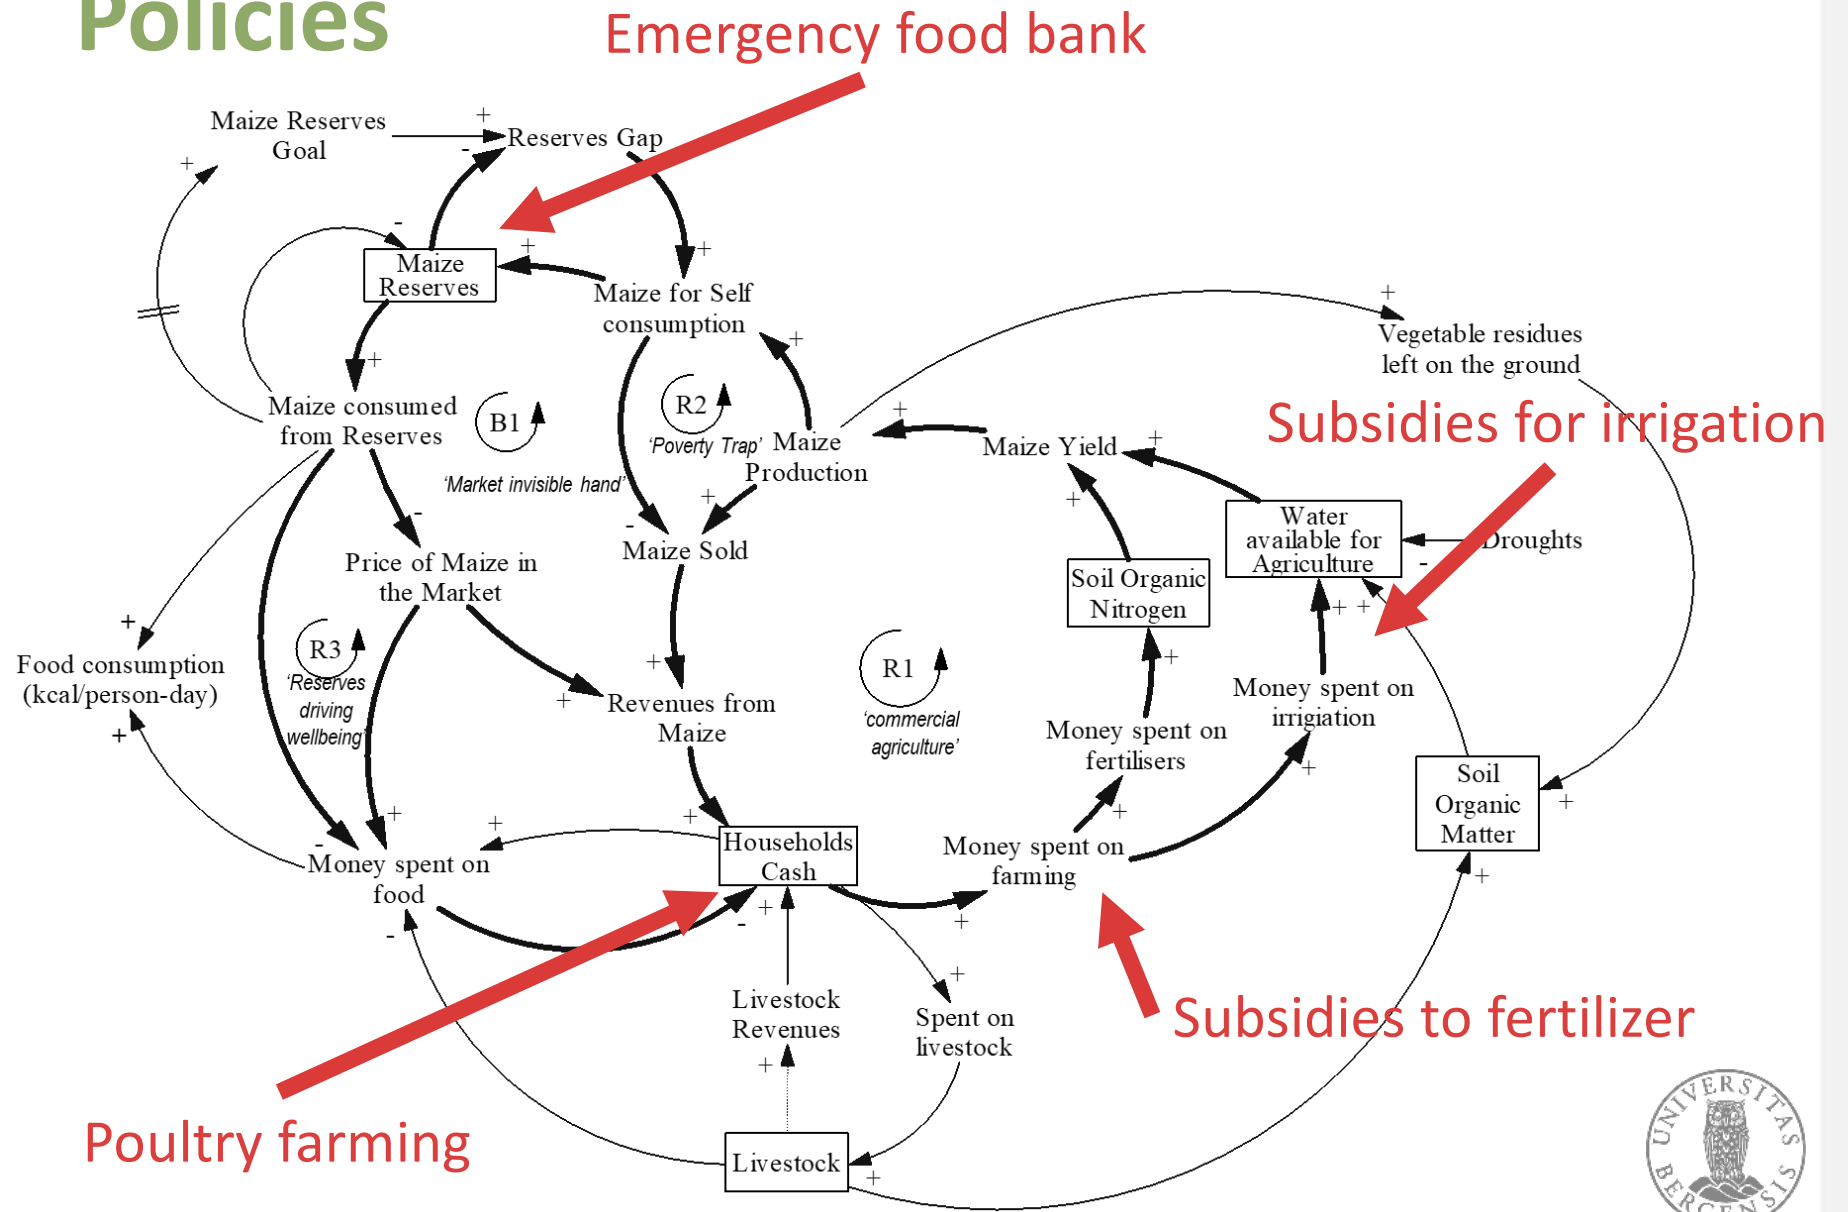 Policies
Emergency food bank
Maize Reserves
Goal
+
Reserves Gap
-
+
-
+
+
Maize
Reserves
Maize for Self
consumption
+
+
+
Vegetable residues
left on the ground
Maize consumed
from Reserves
B1
'Market invisible hand'
R2
'Poverty Trap'
Maize
Production
+
Maize Yield
+
Subsidies for irrigation
+
-
+
-
Maize Sold
Water
available for
Agriculture
Droughts
-
Price of Maize in
the Market
Soil Organic
Nitrogen
+
+
+
+
Food consumption
(kcal/person-day)
+
R3
'Reserves
driving
wellbeing'
+
+
Revenues from
Maize
R1
'commercial
agriculture'
Money spent on
fertilisers
Money spent on
irrigiation
+
+
Soil
Organic
Matter
+
+
-
+
+
Money spent on
food
Households
Cash
Money spent on
farming
+
-
-
+
+
Livestock
Revenues
+
Spent on
livestock
Subsidies to fertilizer
+
Poultry farming
Livestock
+
UNIVERSITAS
BERGENSIS